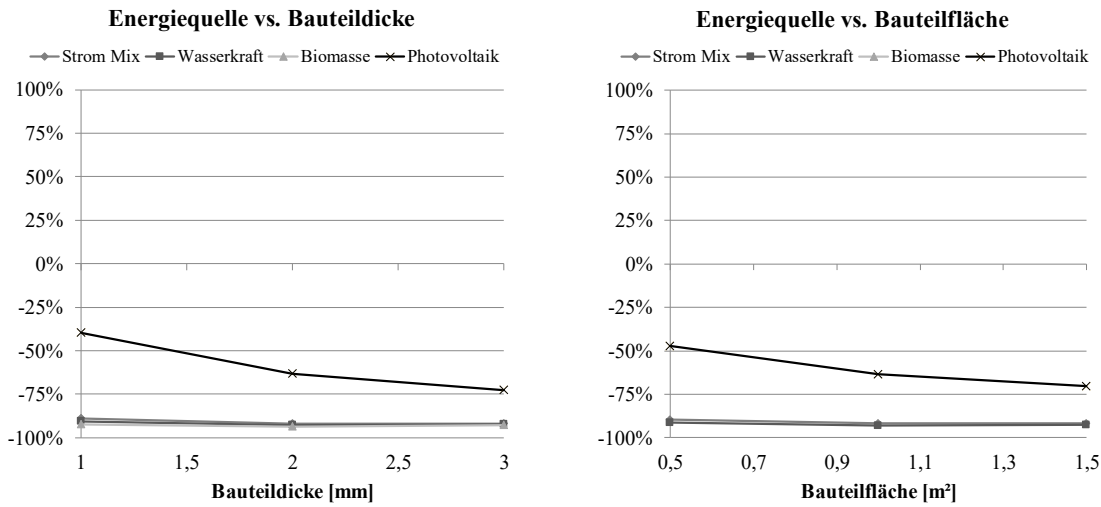 Energiequelle vs. Bauteildicke
Strom Mix Wasserkraft Biomasse Photovoltaik
100%
75%
50%
25%
0%
-25%
-50%
-75%
-100%
1 1,5 2 2,5 3
Bauteildicke [mm]
Energiequelle vs. Bauteilfläche
Strom Mix Wasserkraft Biomasse Photovoltaik
100%
75%
50%
25%
0%
-25%
-50%
-75%
-100%
0,5 0,7 0,9 1,1 1,3 1,5
Bauteilfläche [m²]